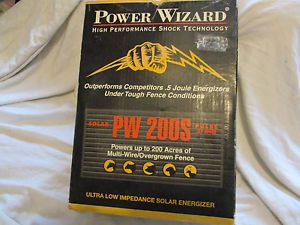 POWER WIZARD®
HIGH PERFORMANCE SHOCK TECHNOLOGY
Outperforms Competitors .5 Joule Energizers
Under Tough Fence Conditions
SOLAR PW 200S
Powers up to 200 Acres of
Multi-Wire/Overgrown Fence
ULTRA LOW IMPEDANCE SOLAR ENERGIZER